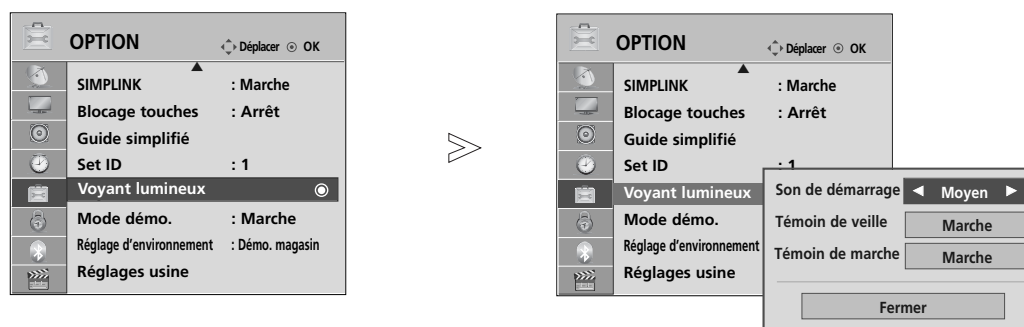 OPTION
Déplacer OK
SIMPLINK : Marche
Blocage touches : Arrêt
Guide simplifié
Set ID : 1
Voyant lumineux
Mode démo. : Marche
Réglage d'environnement : Démo. magasin
Réglages usine
OPTION
Déplacer OK
SIMPLINK : Marche
Blocage touches : Arrêt
Guide simplifié
Set ID : 1
Voyant lumineux
Mode démo.
Réglage d'environnement
Réglages usine
Son de démarrage ◀ Moyen ▶
Témoin de veille Marche
Témoin de marche Marche
Fermer